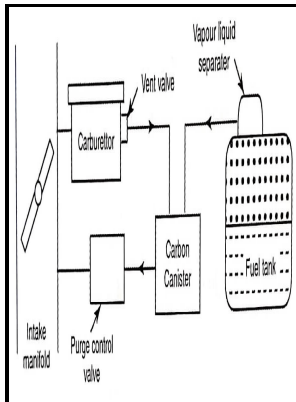 Vapour liquid
separater
Vent valve
Carburettor
Carbon
Canister
Fuel tank
Intake
manifold
Purge control
valve